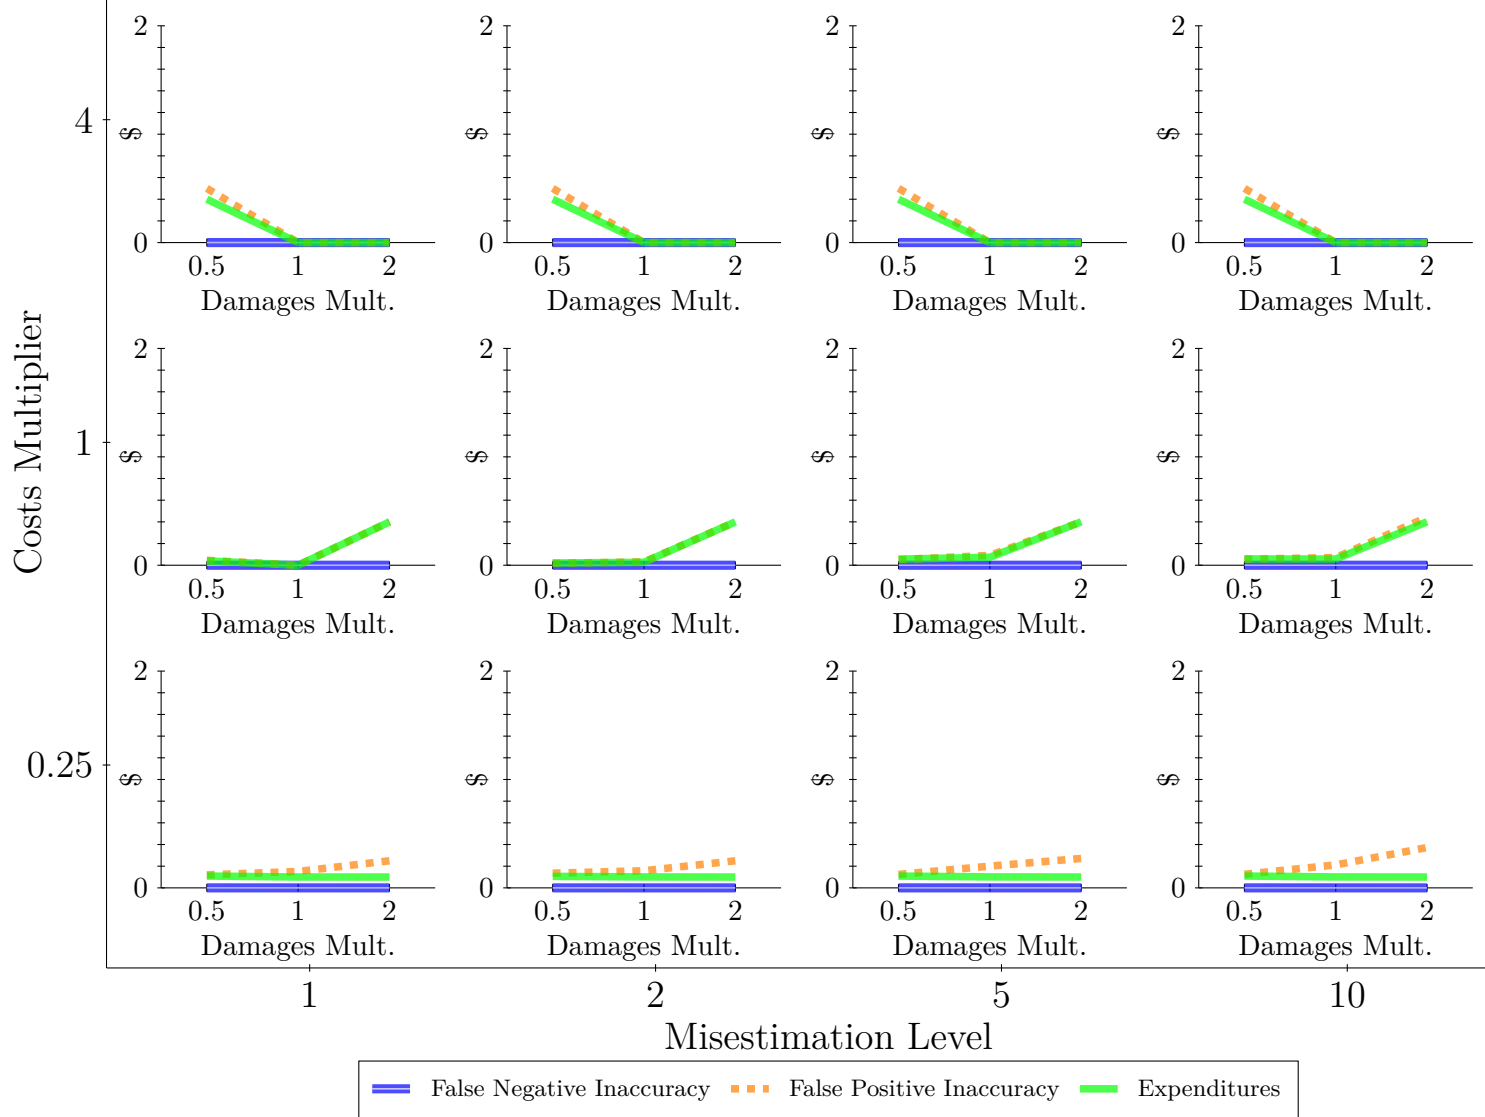 2 2 2 2
4 $ $ $ $
0 0 0 0
0.5 1 2 0.5 1 2 0.5 1 2 0.5 1 2
Damages Mult. Damages Mult. Damages Mult. Damages Mult.
Costs Multiplier
2 2 2 2
1 $ $ $ $
0 0 0 0
0.5 1 2 0.5 1 2 0.5 1 2 0.5 1 2
Damages Mult. Damages Mult. Damages Mult. Damages Mult.
2 2 2 2
0.25 $ $ $ $
0 0 0 0
0.5 1 2 0.5 1 2 0.5 1 2 0.5 1 2
Damages Mult. Damages Mult. Damages Mult. Damages Mult.
1 2 5 10
Misestimation Level
False Negative Inaccuracy False Positive Inaccuracy Expenditures